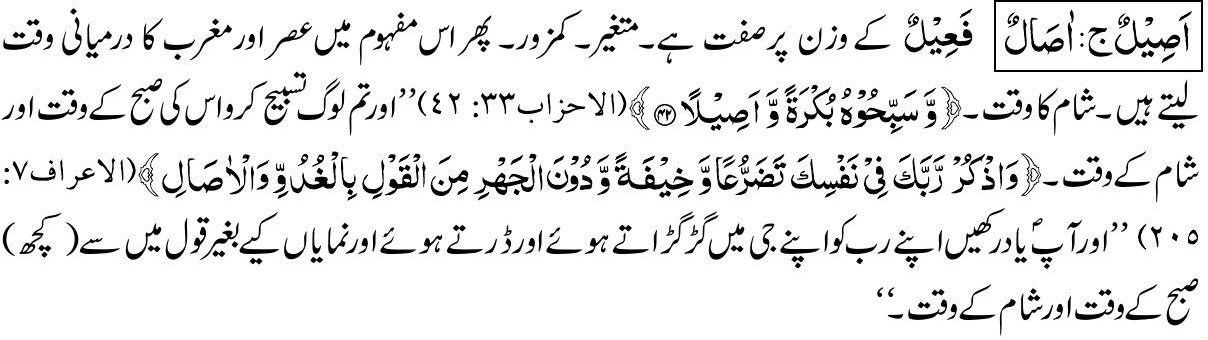 اَصِیْلٌ ج: اٰصَالٌ فَعِیْلٌ کے وزن پر صفت ہے۔ متغیر۔ کمزور۔ پھر اس مفہوم میں عصر اور مغرب کا درمیانی وقت
لیتے ہیں۔ شام کا وقت۔ ﴿وَّ سَبِّحُوْہُ بُکْرَۃً وَّ اَصِیْلًا ﴿۴۲﴾﴾ (الاحزاب ۳۳: ۴۲) ’’اور تم لوگ تسبیح کرو اس کی صبح کے وقت اور
شام کے وقت۔ ﴿وَاذْکُرْ رَّبَّکَ فِیْ نَفْسِکَ تَضَرُّعًا وَّ خِیْفَۃً وَّ دُوْنَ الْجَھْرِ مِنَ الْقَوْلِ بِالْغُدُوِّ وَالْاٰصَالِ﴾ (الاعراف ۷:
۲۰۵) ’’اور آپؐ یاد رکھیں اپنے رب کو اپنے جی میں گڑگڑاتے ہوئے اور ڈرتے ہوئے اور نمایاں کیے بغیر قول میں سے (کچھ)
صبح کے وقت اور شام کے وقت۔‘‘